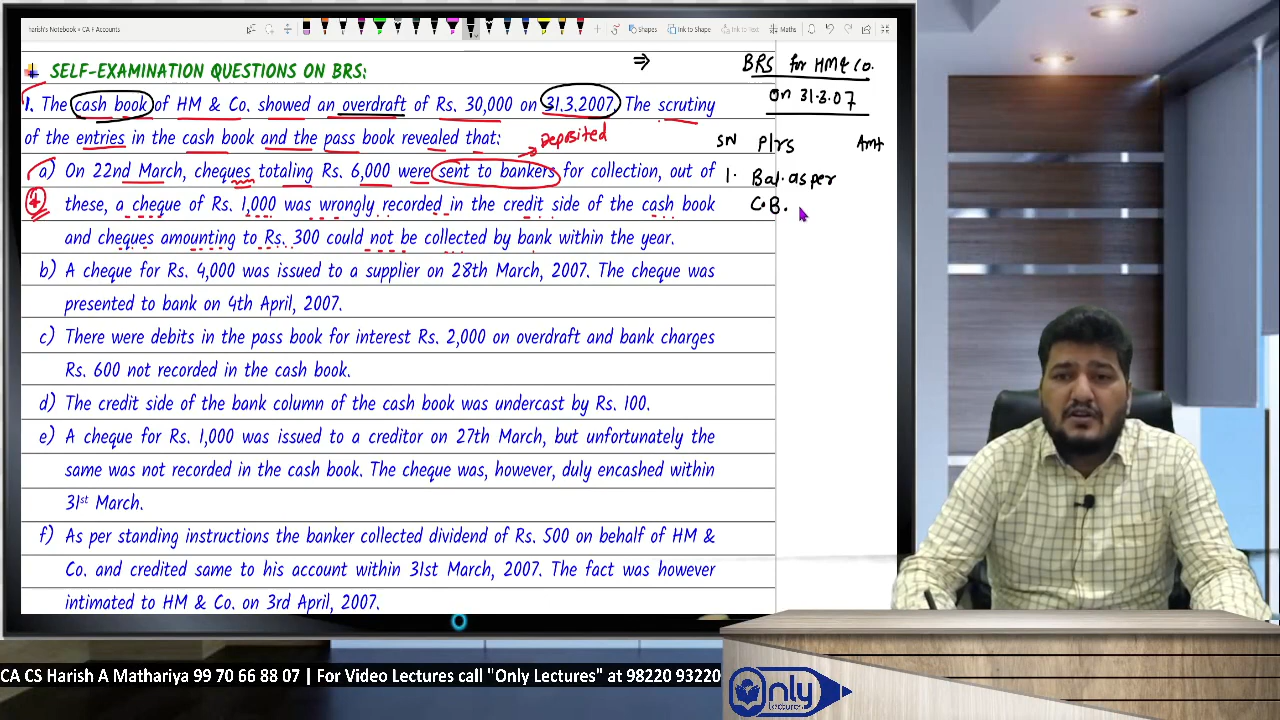 harish's Notebook « CA F Accounts
Shapes
Ink to Shape
Ink to Text
Maths
SELF-EXAMINATION QUESTIONS ON BRS:
1. The cash book of HM & Co. showed an overdraft of Rs. 30,000 on 31.3.2007. The scrutiny
of the entries in the cash book and the pass book revealed that:
Deposited
a) On 22nd March, cheques totaling Rs. 6,000 were sent to bankers for collection, out of
these, a cheque of Rs. 1,000 was wrongly recorded in the credit side of the cash book
and cheques amounting to Rs. 300 could not be collected by bank within the year.
b) A cheque for Rs. 4,000 was issued to a supplier on 28th March, 2007. The cheque was
presented to bank on 4th April, 2007.
c) There were debits in the pass book for interest Rs. 2,000 on overdraft and bank charges
Rs. 600 not recorded in the cash book.
d) The credit side of the bank column of the cash book was undercast by Rs. 100.
e) A cheque for Rs. 1,000 was issued to a creditor on 27th March, but unfortunately the
same was not recorded in the cash book. The cheque was, however, duly encashed within
31st March.
f) As per standing instructions the banker collected dividend of Rs. 500 on behalf of HM &
Co. and credited same to his account within 31st March, 2007. The fact was however
intimated to HM & Co. on 3rd April, 2007.
⇒ BRS for HM & Co.
on 31.3.07
SN P/rs Amt
1. Bal. as per
C.B.
CA CS Harish A Mathariya 99 70 66 88 07 | For Video Lectures call "Only Lectures" at 98220 93220
Only
Lectures